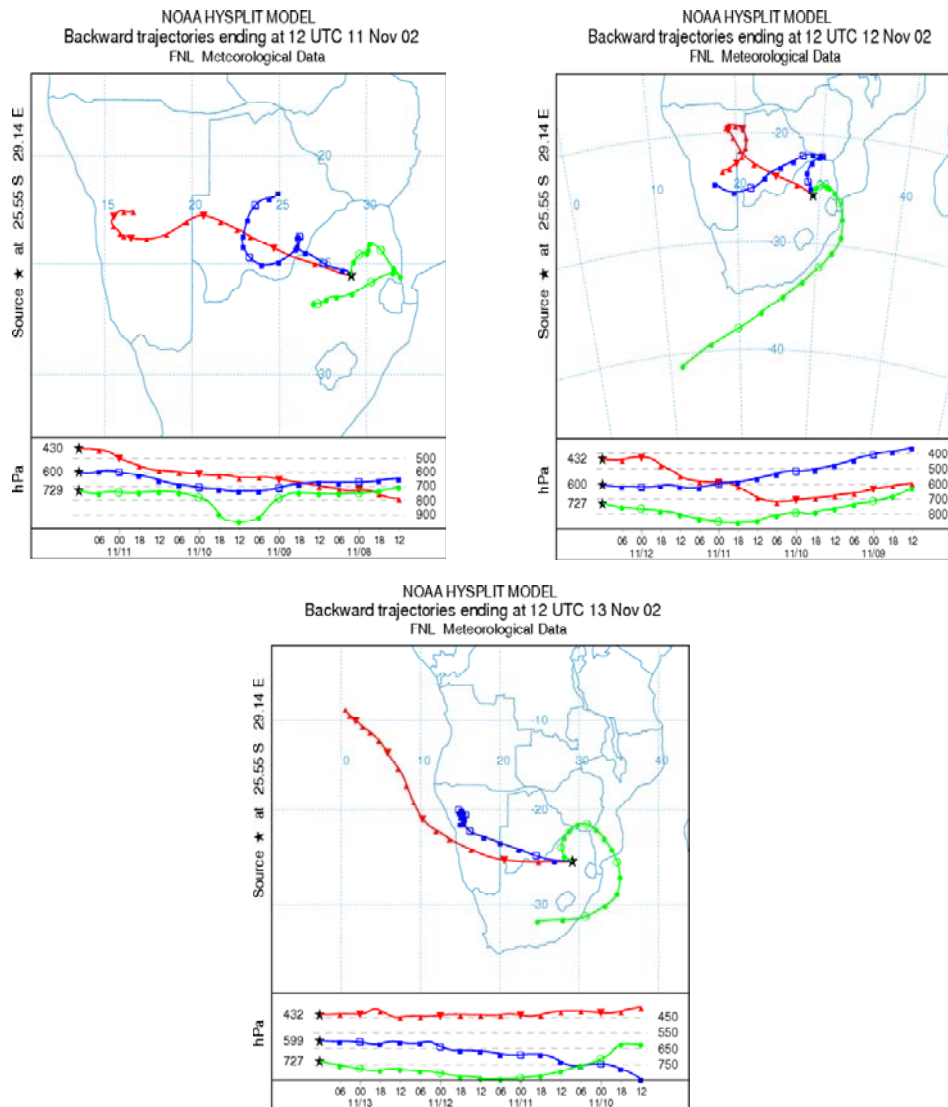 NOAA HYSPLIT MODEL
Backward trajectories ending at 12 UTC 11 Nov 02
FNL Meteorological Data
Source ★ at 25.55 S 29.14 E
-20
15 20 25 30
-25
-30
hPa
430
600
729
500
600
700
800
900
06 00 18 12 06 00 18 12 06 00 18 12 06 00 18 12
11/11 11/10 11/09 11/08
NOAA HYSPLIT MODEL
Backward trajectories ending at 12 UTC 12 Nov 02
FNL Meteorological Data
Source ★ at 25.55 S 29.14 E
-20
0 10 20 30 40
-30
20
-40
hPa
432
600
727
400
500
600
700
800
06 00 18 12 06 00 18 12 06 00 18 12 06 00 18 12
11/12 11/11 11/10 11/09
NOAA HYSPLIT MODEL
Backward trajectories ending at 12 UTC 13 Nov 02
FNL Meteorological Data
Source ★ at 25.55 S 29.14 E
-10
0 10 20 30 40
-20
-30
hPa
432
599
727
450
550
650
750
06 00 18 12 06 00 18 12 06 00 18 12 06 00 18 12
11/13 11/12 11/11 11/10